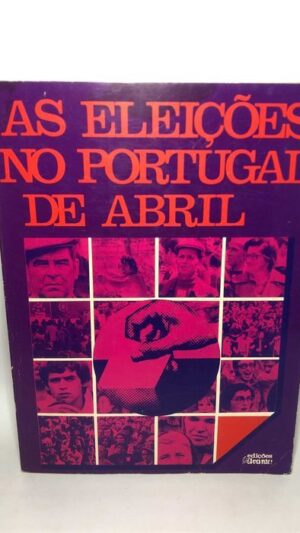 AS ELEIÇÕES
NO PORTUGAL
DE ABRIL
edições